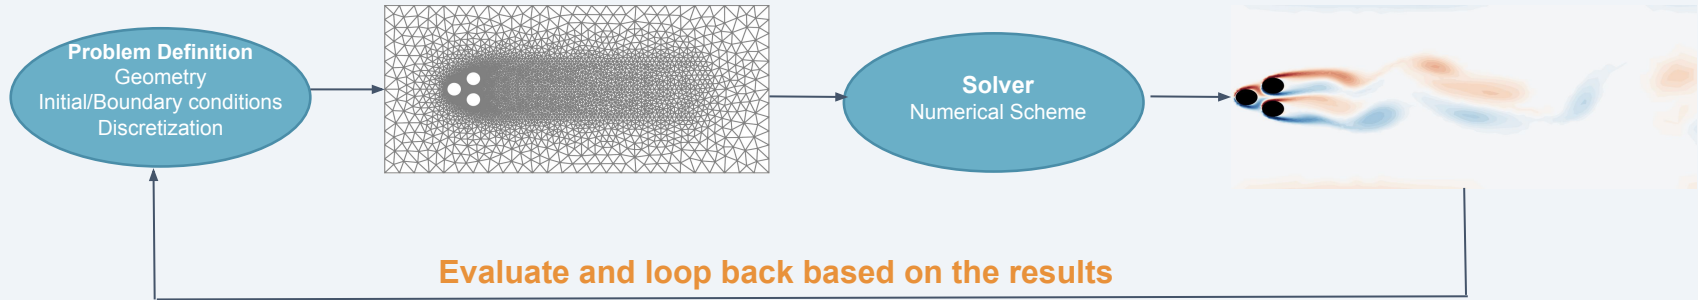 Problem Definition
Geometry
Initial/Boundary conditions
Discretization
Solver
Numerical Scheme
Evaluate and loop back based on the results